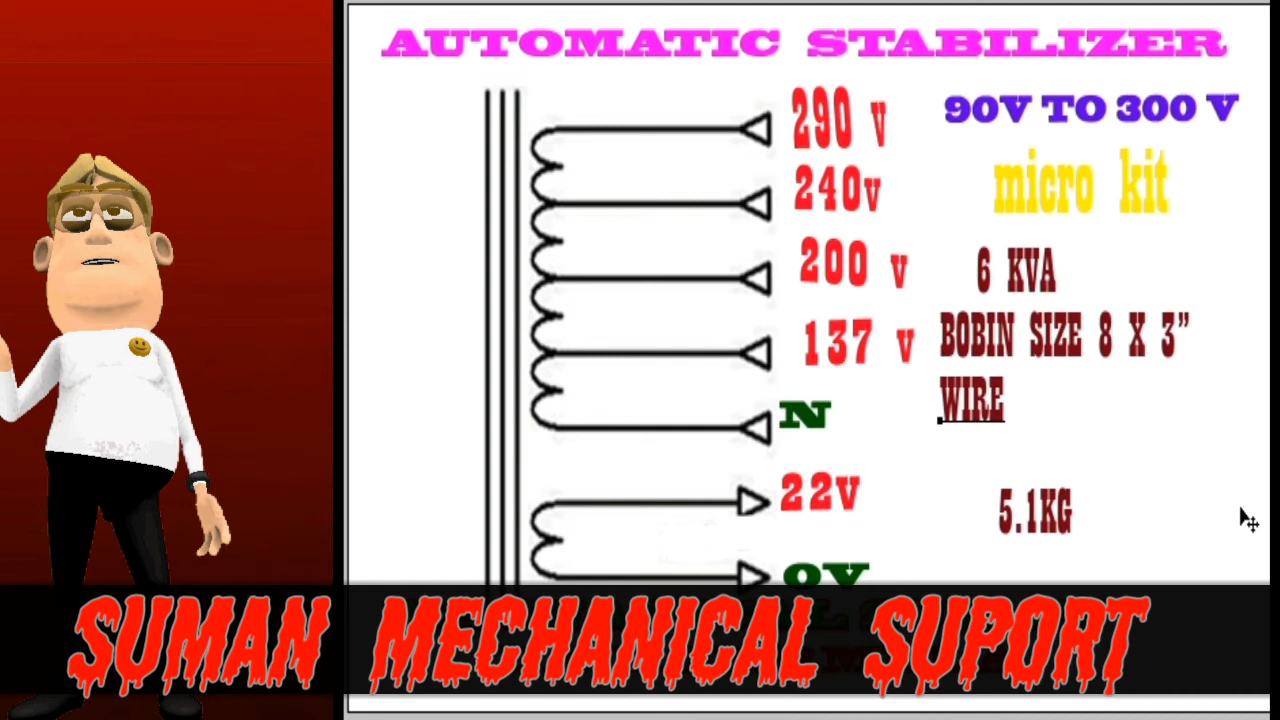 AUTOMATIC STABILIZER
290 v
90V TO 300 V
240v
micro kit
200 v
6 KVA
137 v
BOBIN SIZE 8 X 3”
N
WIRE
22V
5.1KG
0V
SUMAN MECHANICAL SUPORT